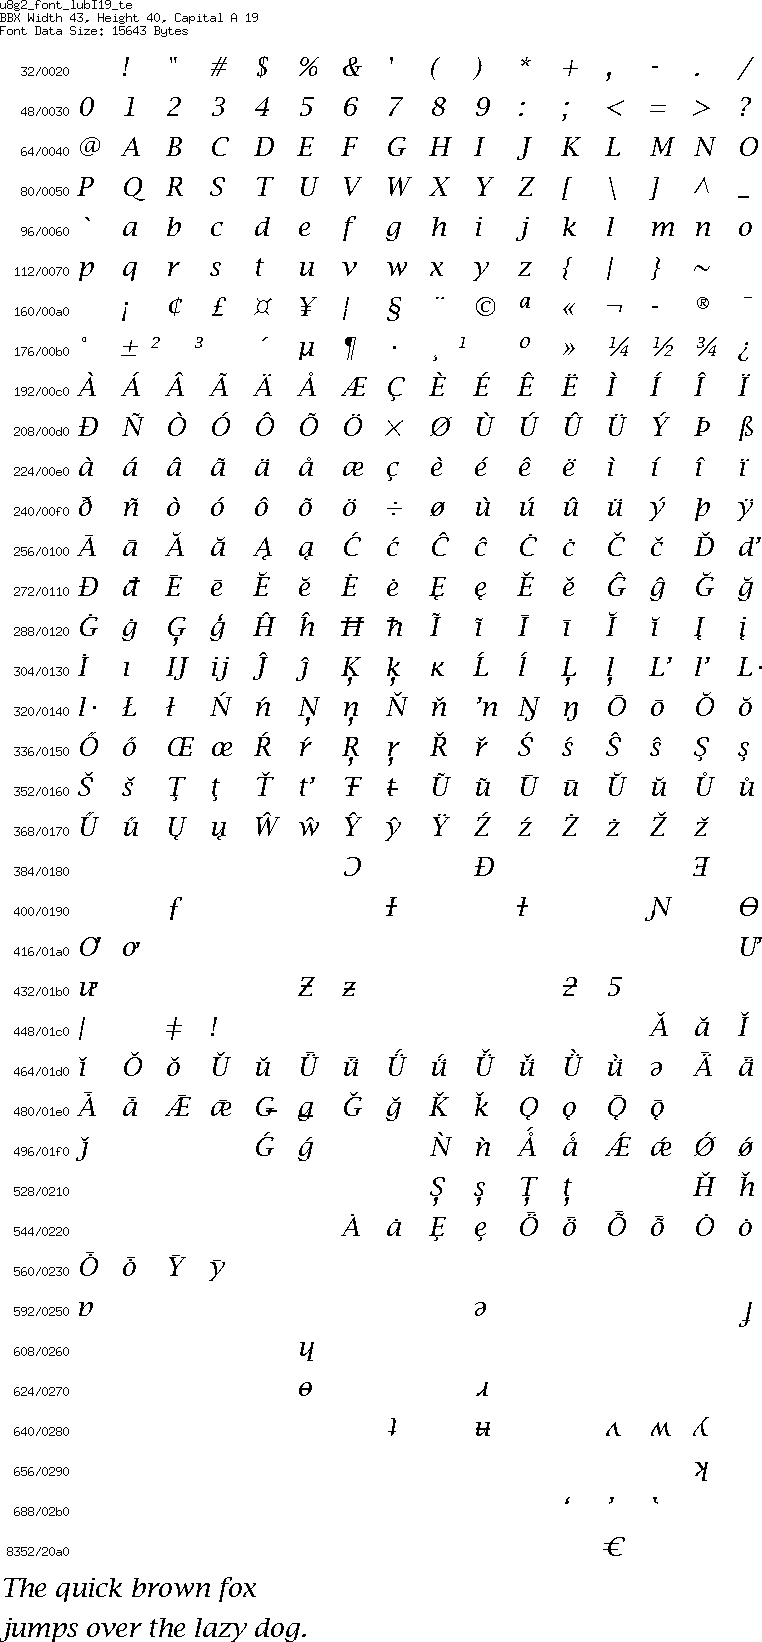 u8g2_font_lubI19_te
BBX Width 43, Height 40, Capital A 19
Font Data Size: 15643 Bytes
32/0020 ! " # $ % & ' ( ) * + , - . /
48/0030 0 1 2 3 4 5 6 7 8 9 : ; < = > ?
64/0040 @ A B C D E F G H I J K L M N O
80/0050 P Q R S T U V W X Y Z [ \ ] ^ _
96/0060 ` a b c d e f g h i j k l m n o
112/0070 p q r s t u v w x y z { | } ~
160/00a0 ¡ ¢ £ ¤ ¥ | § ¨ © ª « ¬ - ® ¯
176/00b0 ° ± ² ³ ´ µ ¶ · ¸ ¹ º » ¼ ½ ¾ ¿
192/00c0 À Á Â Ã Ä Å Æ Ç È É Ê Ë Ì Í Î Ï
208/00d0 Ð Ñ Ò Ó Ô Õ Ö × Ø Ù Ú Û Ü Ý Þ ß
224/00e0 à á â ã ä å æ ç è é ê ë ì í î ï
240/00f0 ð ñ ò ó ô õ ö ÷ ø ù ú û ü ý þ ÿ
256/0100 Ā ā Ă ă Ą ą Ć ć Ĉ ĉ Ċ ċ Č č Ď ď
272/0110 Đ đ Ē ē Ĕ ĕ Ė ė Ę ę Ě ě Ĝ ĝ Ğ ğ
288/0120 Ġ ġ Ģ ģ Ĥ ĥ Ħ ħ Ĩ ĩ Ī ī Ĭ ĭ Į į
304/0130 İ ı Ĳ ĳ Ĵ ĵ Ķ ķ ĸ Ĺ ĺ Ļ ļ Ľ ľ Ŀ
320/0140 ŀ Ł ł Ń ń Ņ ņ Ň ň ŉ Ŋ ŋ Ō ō Ŏ ŏ
336/0150 Ő ő Œ œ Ŕ ŕ Ŗ ŗ Ř ř Ś ś Ŝ ŝ Ş ş
352/0160 Š š Ţ ţ Ť ť Ŧ ŧ Ũ ũ Ū ū Ŭ ŭ Ů ů
368/0170 Ű ű Ų ų Ŵ ŵ Ŷ ŷ Ÿ Ź ź Ż ż Ž ž
384/0180 Ɔ Ɖ Ǝ
400/0190 ƒ Ɨ ƚ Ɲ Ɵ
416/01a0 Ơ ơ Ư
432/01b0 ư Ƶ ƶ ƻ 5
448/01c0 ǀ ǂ ǃ Ǎ ǎ Ǐ
464/01d0 ǐ Ǒ ǒ Ǔ ǔ Ǖ ǖ Ǘ ǘ Ǚ ǚ Ǜ ǜ ǝ Ǟ ǟ
480/01e0 Ǡ ǡ Ǣ ǣ Ǥ ǥ Ǧ ǧ Ǩ ǩ Ǫ ǫ Ǭ ǭ
496/01f0 ǰ Ǵ ǵ Ǹ ǹ Ǻ ǻ Ǽ ǽ Ǿ ǿ
528/0210 Ș ș Ț ț Ȟ ȟ
544/0220 Ȧ ȧ Ȩ ȩ Ȫ ȫ Ȭ ȭ Ȯ ȯ
560/0230 Ȱ ȱ Ȳ ȳ
592/0250 ɐ ə ɟ
608/0260 ɥ
624/0270 ɵ ɹ
640/0280 ʇ ʉ ʌ ʍ ʎ
656/0290 ʞ
688/02b0 ʻ ʼ ʽ
8352/20a0 €
The quick brown fox
jumps over the lazy dog.